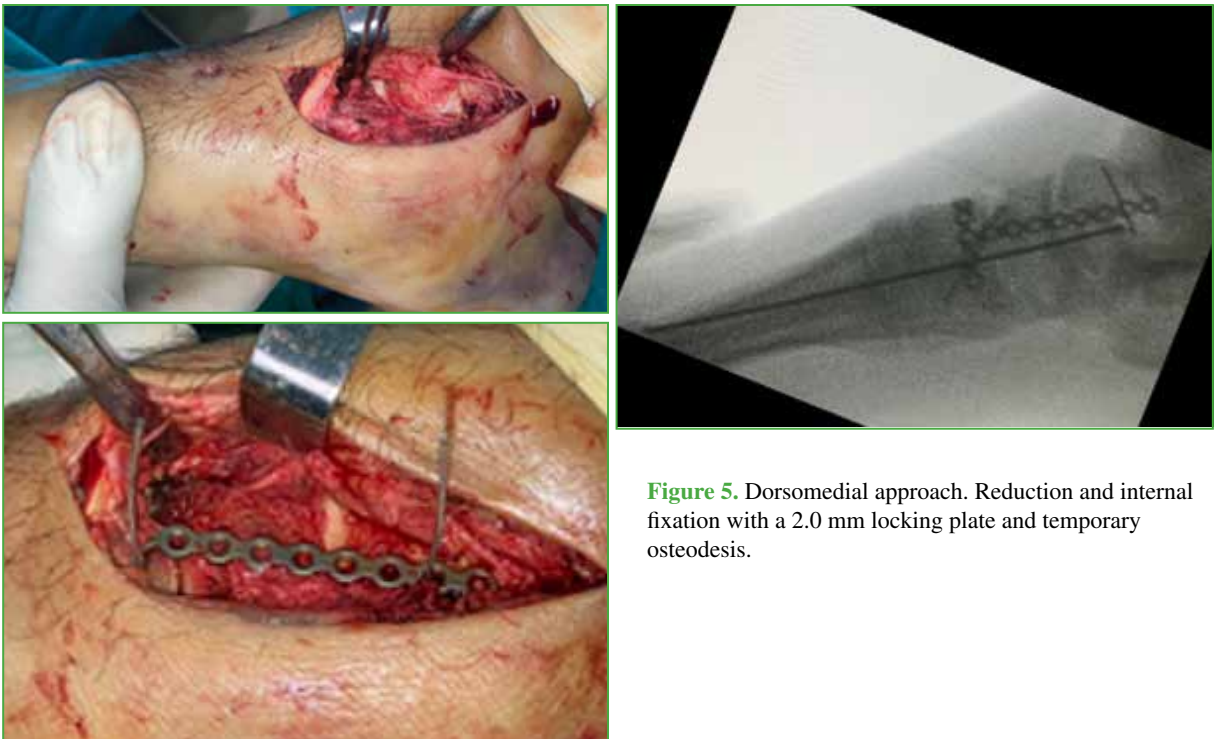 Figure 5. Dorsomedial approach. Reduction and internal
fixation with a 2.0 mm locking plate and temporary
osteodesis.